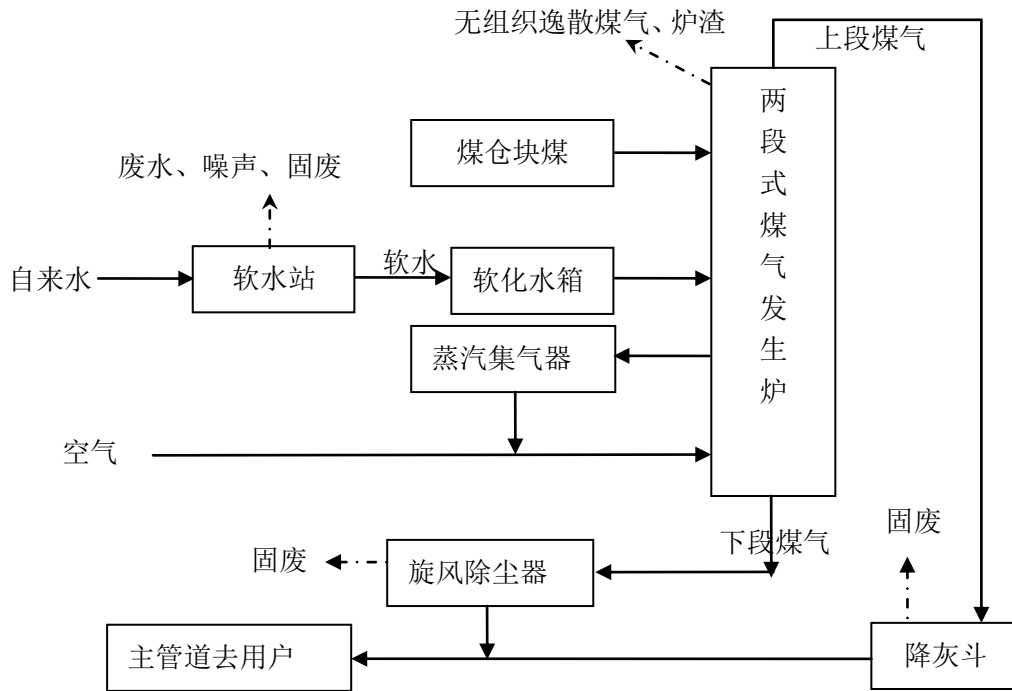 无组织逸散煤气、炉渣
上段煤气
两段式煤气发生炉
煤仓块煤
废水、噪声、固废
自来水
软水站
软水
软化水箱
蒸汽集气器
空气
下段煤气
固废
固废
旋风除尘器
主管道去用户
降灰斗